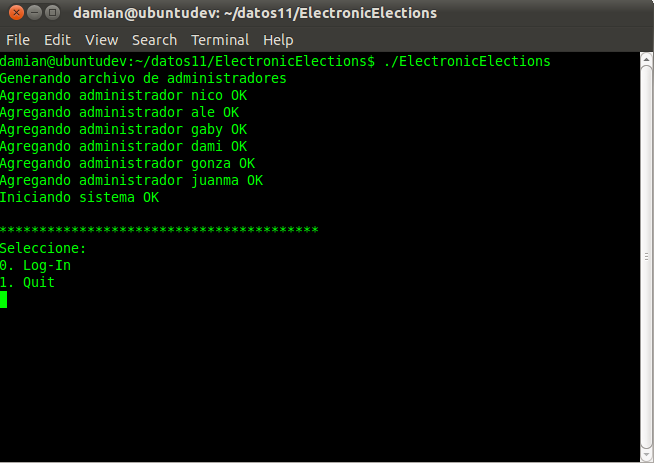 damian@ubuntudev: ~/datos11/ElectronicElections
File Edit View Search Terminal Help
damian@ubuntudev:~/datos11/ElectronicElections$ ./ElectronicElections
Generando archivo de administradores
Agregando administrador nico OK
Agregando administrador ale OK
Agregando administrador gaby OK
Agregando administrador dami OK
Agregando administrador gonza OK
Agregando administrador juanma OK
Iniciando sistema OK
****************************************
Seleccione:
0. Log-In
1. Quit